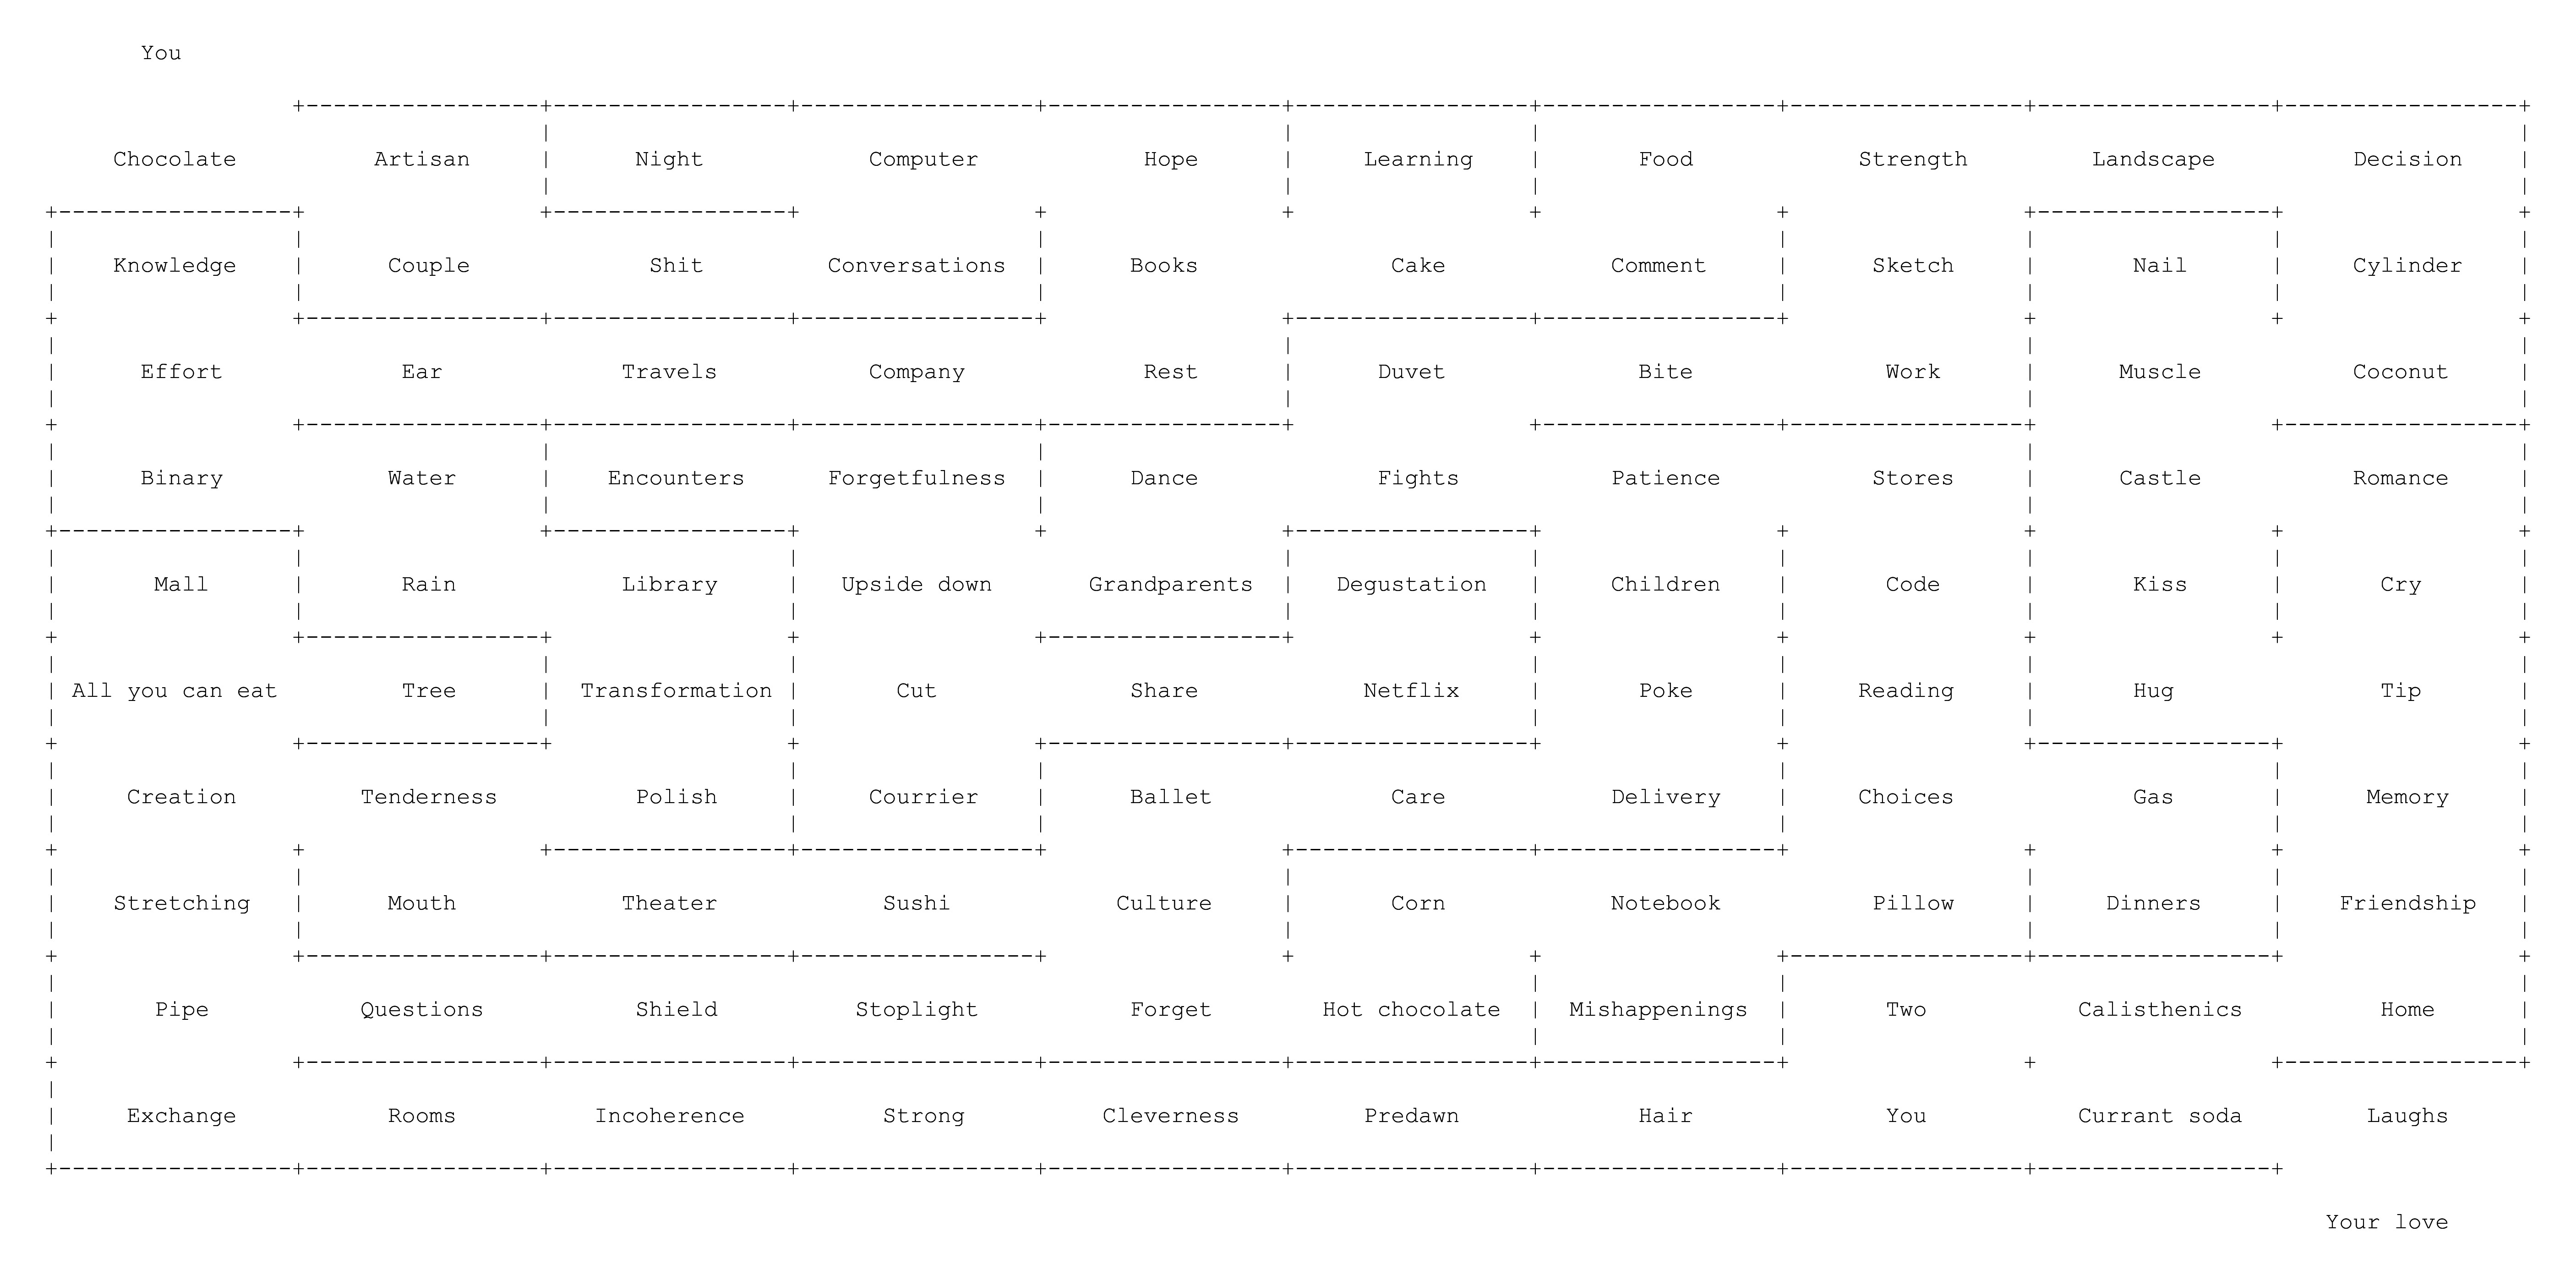 You
Chocolate Artisan Night Computer Hope Learning Food Strength Landscape Decision
Knowledge Couple Shit Conversations Books Cake Comment Sketch Nail Cylinder
Effort Ear Travels Company Rest Duvet Bite Work Muscle Coconut
Binary Water Encounters Forgetfulness Dance Fights Patience Stores Castle Romance
Mall Rain Library Upside down Grandparents Degustation Children Code Kiss Cry
All you can eat Tree Transformation Cut Share Netflix Poke Reading Hug Tip
Creation Tenderness Polish Courrier Ballet Care Delivery Choices Gas Memory
Stretching Mouth Theater Sushi Culture Corn Notebook Pillow Dinners Friendship
Pipe Questions Shield Stoplight Forget Hot chocolate Mishappenings Two Calisthenics Home
Exchange Rooms Incoherence Strong Cleverness Predawn Hair You Currant soda Laughs
Your love